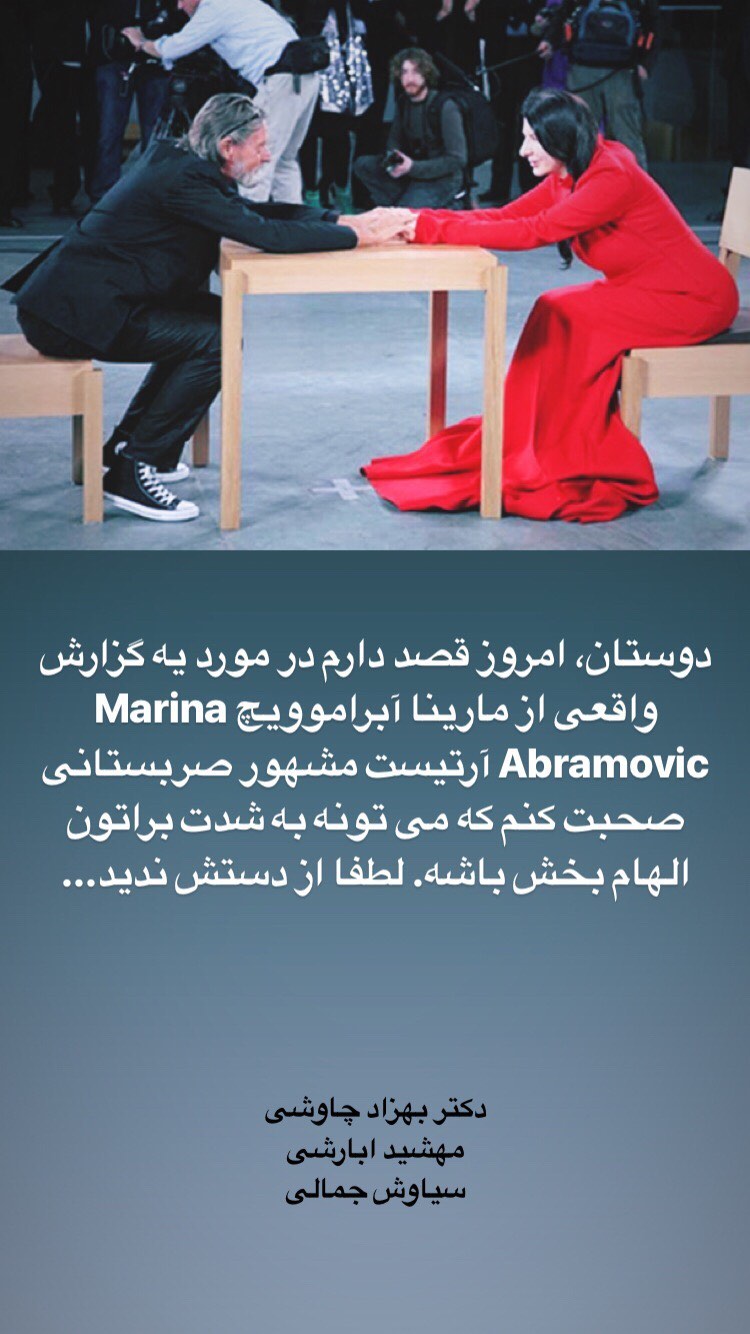 دوستان، امروز قصد دارم در مورد یه گزارش
واقعی از مارینا آبراموویچ Marina
Abramovic آرتیست مشهور صربستانی
صحبت کنم که می تونه به شدت براتون
الهام بخش باشه. لطفا از دستش ندید...
دکتر بهزاد چاوشی
مهشید ابارشی
سیاوش جمالی